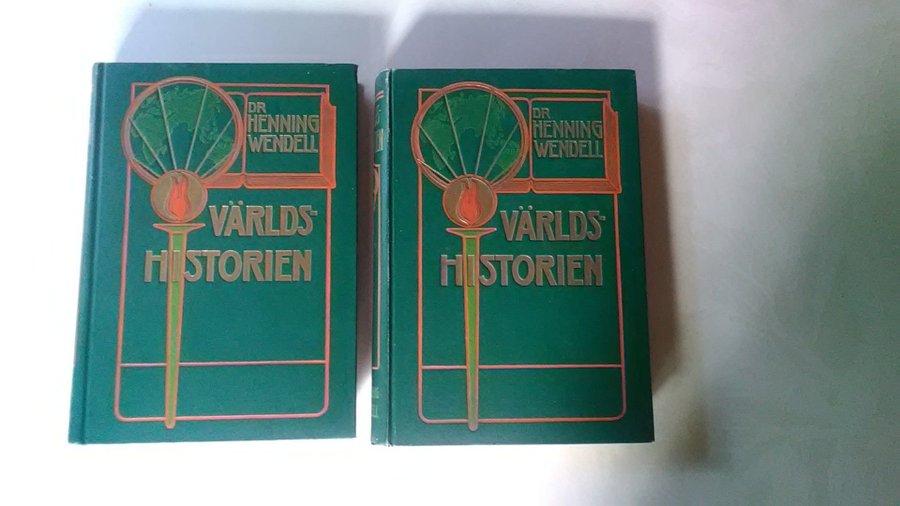 DR
HENNING
WENDELL
VÄRLDS-
HISTORIEN
DR
HENNING
WENDELL
VÄRLDS-
HISTORIEN